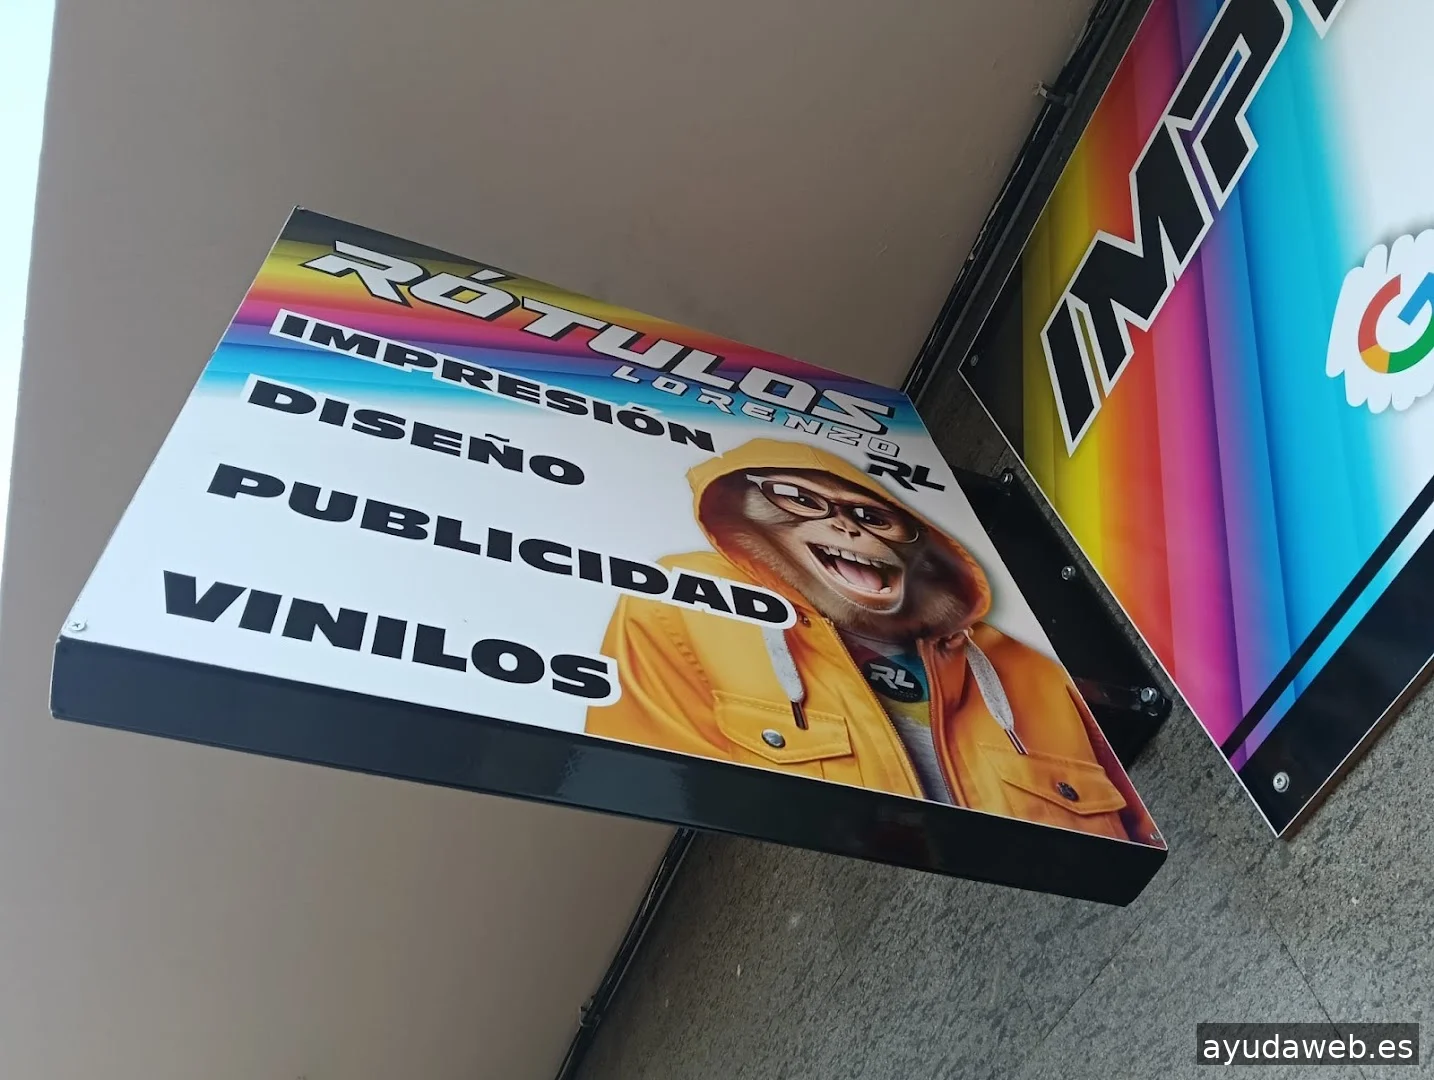 RÓTULOS
LORENZO
RL
IMPRESIÓN
DISEÑO
PUBLICIDAD
VINILOS
RL
G
ayudaweb.es